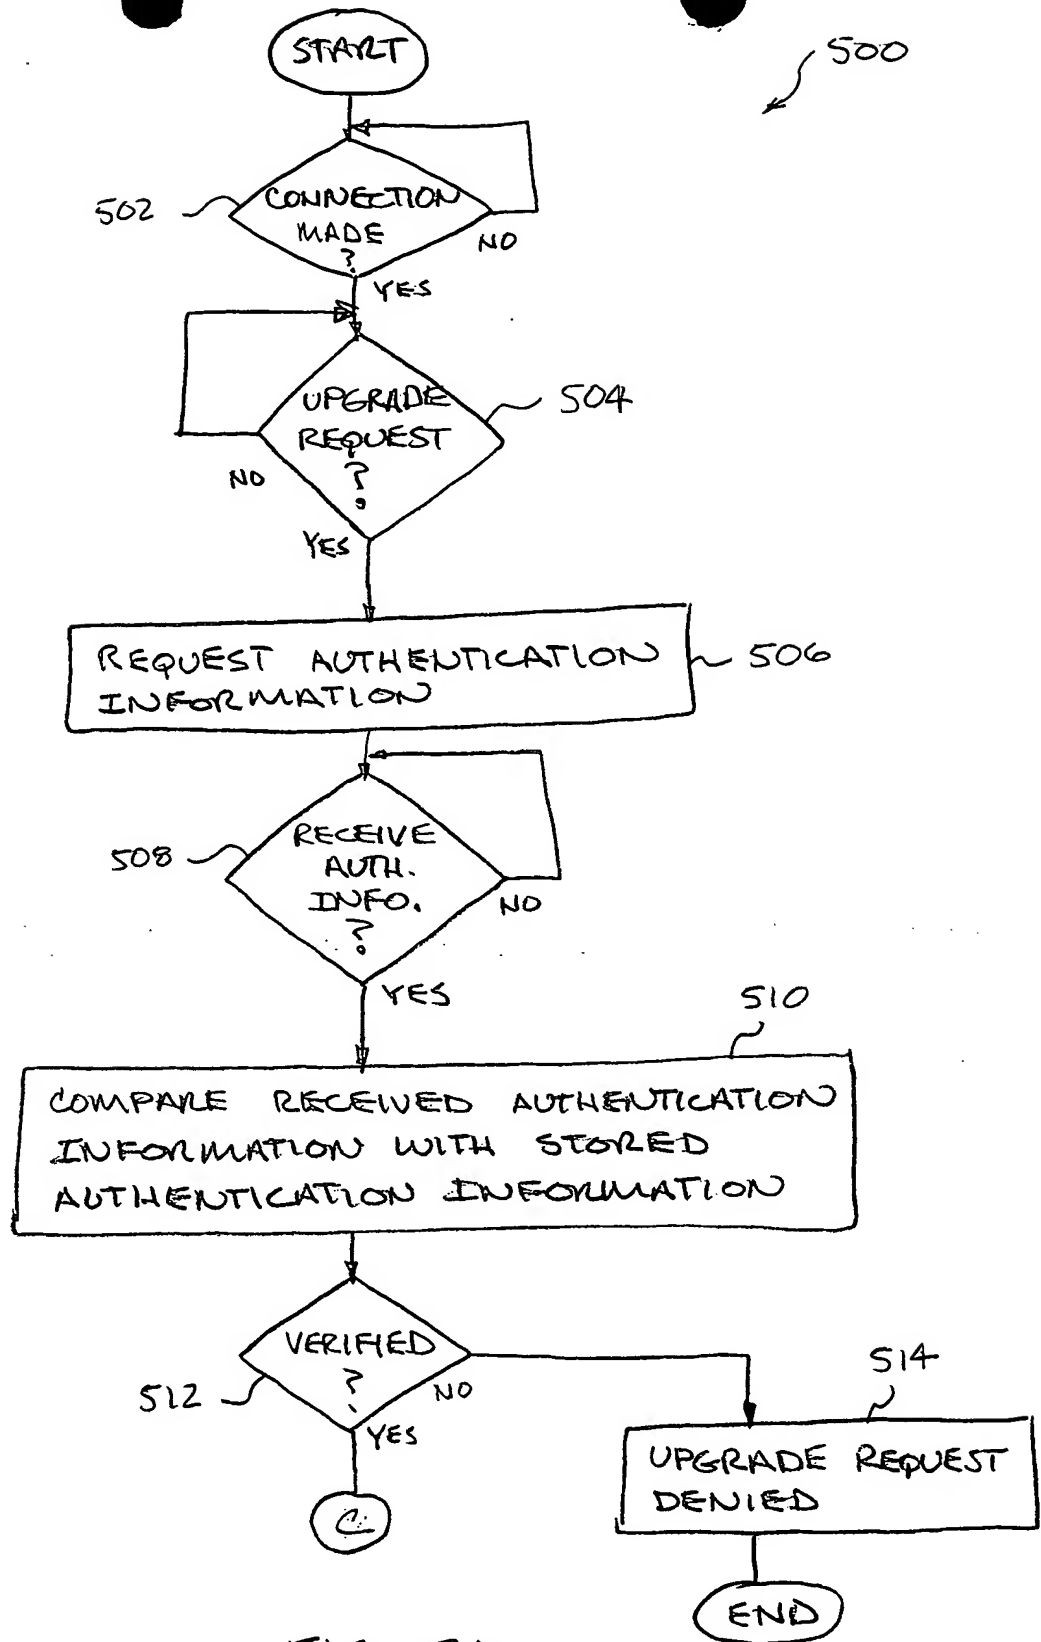 START
500
502
CONNECTION
MADE
?
NO
YES
UPGRADE
REQUEST
?
504
NO
YES
REQUEST AUTHENTICATION
INFORMATION
506
508
RECEIVE
AUTH.
INFO.
?
NO
YES
510
COMPARE RECEIVED AUTHENTICATION
INFORMATION WITH STORED
AUTHENTICATION INFORMATION
VERIFIED
?
512
NO
YES
514
UPGRADE REQUEST
DENIED
C
END